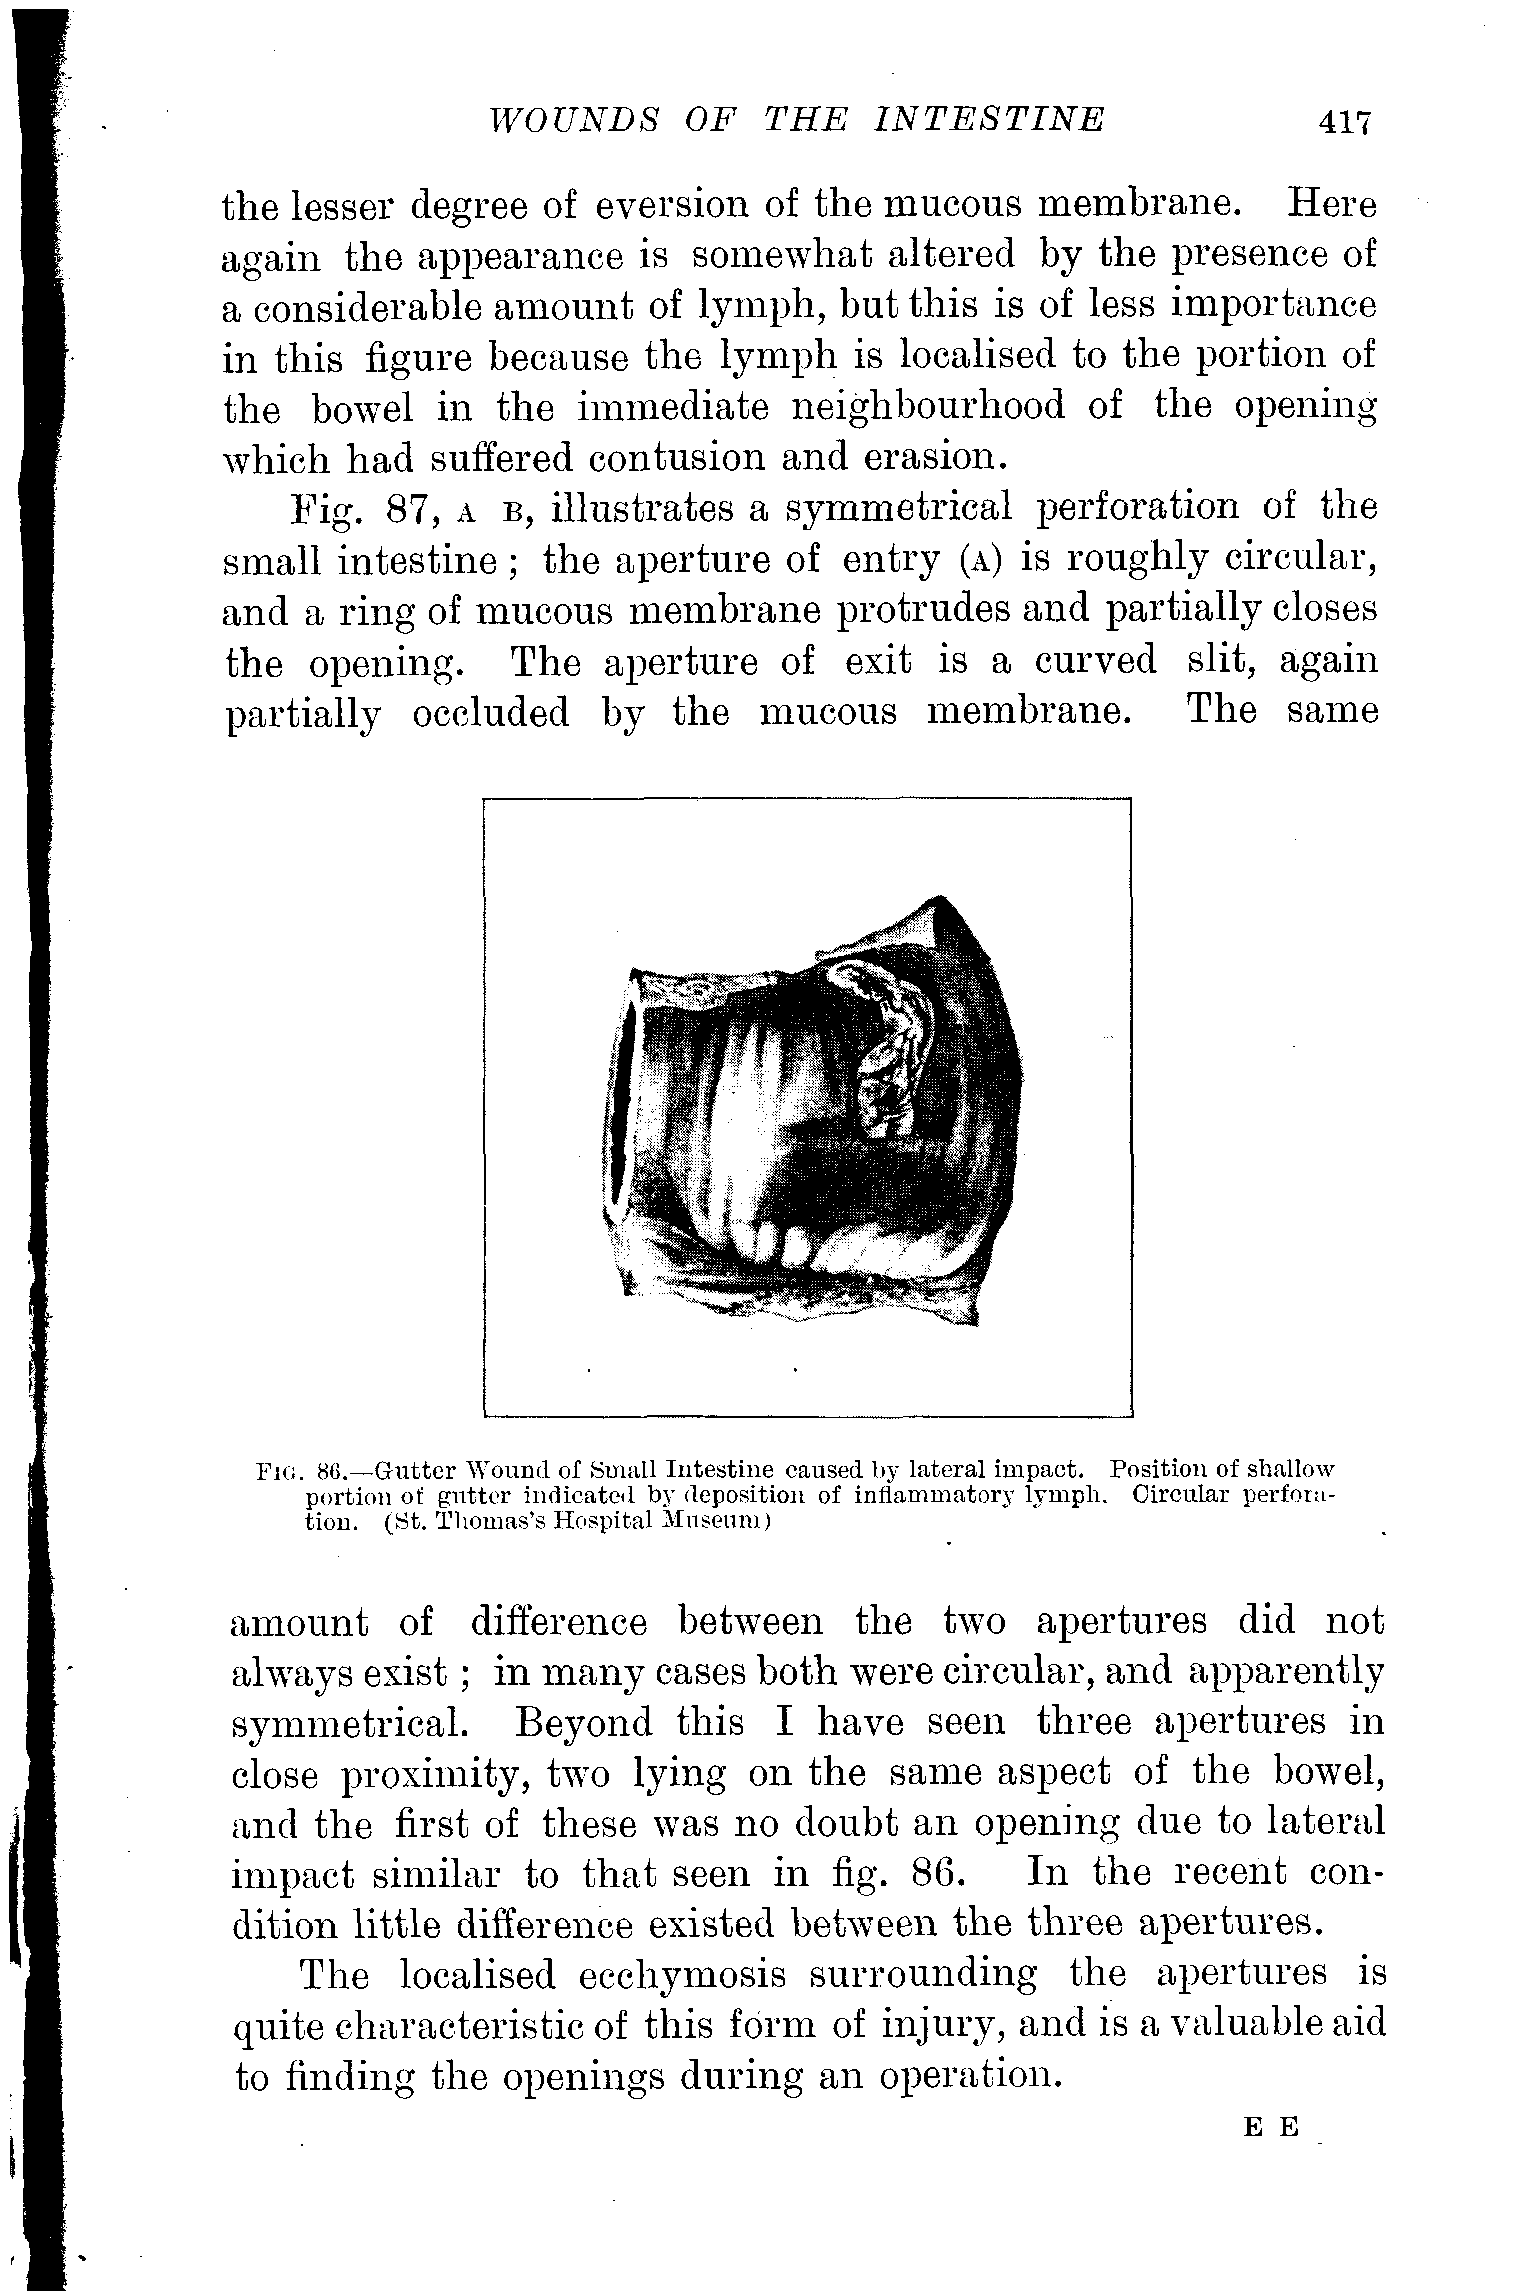 WOUNDS OF THE INTESTINE 417
the lesser degree of eversion of the mucous membrane. Here
again the appearance is somewhat altered by the presence of
a considerable amount of lymph, but this is of less importance
in this figure because the lymph is localised to the portion of
the bowel in the immediate neighbourhood of the opening
which had suffered contusion and erasion.
Fig. 87, A B, illustrates a symmetrical perforation of the
small intestine ; the aperture of entry (A) is roughly circular,
and a ring of mucous membrane protrudes and partially closes
the opening. The aperture of exit is a curved slit, again
partially occluded by the mucous membrane. The same
FIG. 86.—Gutter Wound of Small Intestine caused by lateral impact. Position of shallow
portion of gutter indicated by deposition of inflammatory lymph. Circular perfora-
tion. (St. Thomas's Hospital Museum)
amount of difference between the two apertures did not
always exist ; in many cases both were circular, and apparently
symmetrical. Beyond this I have seen three apertures in
close proximity, two lying on the same aspect of the bowel,
and the first of these was no doubt an opening due to lateral
impact similar to that seen in fig. 86. In the recent con-
dition little difference existed between the three apertures.
The localised ecchymosis surrounding the apertures is
quite characteristic of this form of injury, and is a valuable aid
to finding the openings during an operation.
E E